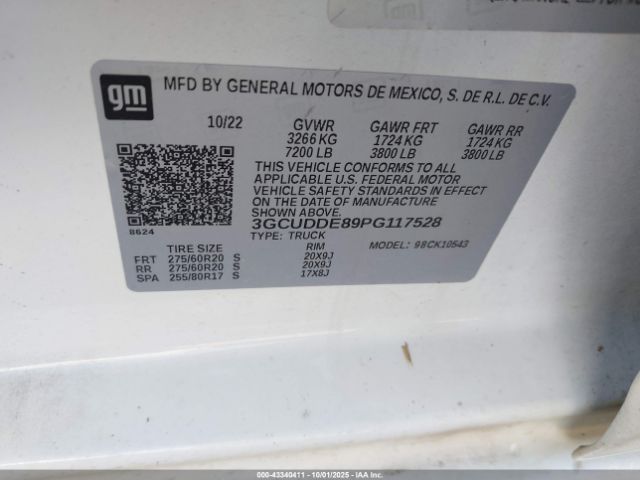 gm
MFD BY GENERAL MOTORS DE MEXICO, S. DE R.L. DE C.V.
10/22 GVWR GAWR FRT GAWR RR
3266 KG 1724 KG 1724 KG
7200 LB 3800 LB 3800 LB
THIS VEHICLE CONFORMS TO ALL
APPLICABLE U.S. FEDERAL MOTOR
VEHICLE SAFETY STANDARDS IN EFFECT
ON THE DATE OF MANUFACTURE
SHOWN ABOVE.
8624
3GCUDDE89PG117528
TYPE: TRUCK MODEL: 98CK10543
TIRE SIZE RIM
FRT 275/60R20 S 20X9J
RR 275/60R20 S 20X9J
SPA 255/80R17 S 17X8J
000-43340411 - 10/01/2025 - IAAI.COM